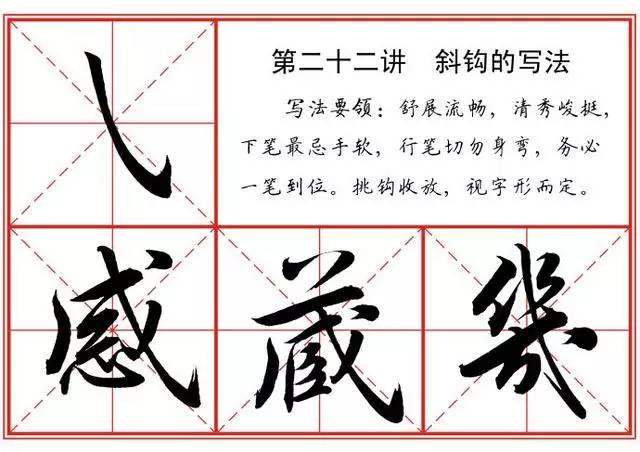 第二十二讲 斜钩的写法
写法要领：舒展流畅，清秀峻挺，
下笔最忌手软，行笔切勿身弯，务必
一笔到位。挑钩收放，视字形而定。
感 藏 幾